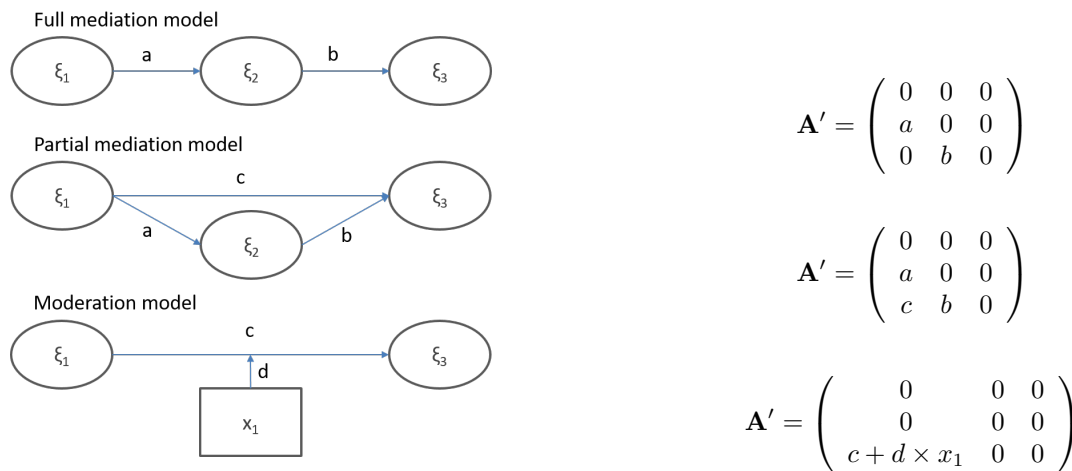 Full mediation model
a b
ξ₁ ξ₂ ξ₃
A′ = ( 0 0 0
a 0 0
0 b 0 )
Partial mediation model
c
ξ₁ ξ₃
a ξ₂ b
A′ = ( 0 0 0
a 0 0
c b 0 )
Moderation model
c
ξ₁ ξ₃
d
x₁
A′ = ( 0 0 0
0 0 0
c + d × x₁ 0 0 )